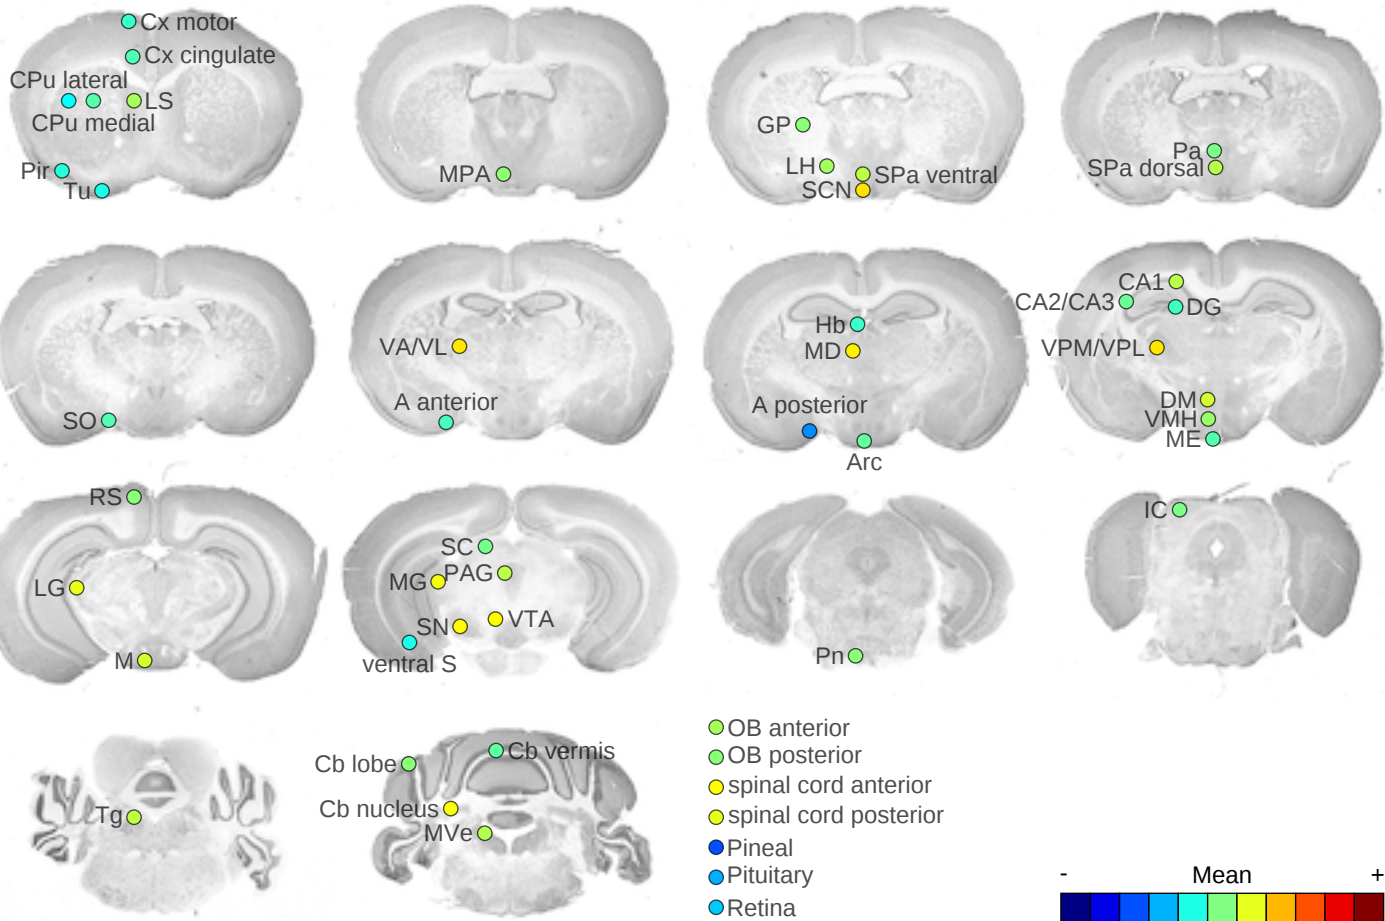 Cx motor
Cx cingulate
CPu lateral
LS
CPu medial
Pir
Tu
MPA
GP
LH
SPa ventral
SCN
Pa
SPa dorsal
SO
VA/VL
A anterior
Hb
MD
A posterior
Arc
CA1
CA2/CA3
DG
VPM/VPL
DM
VMH
ME
RS
LG
M
SC
MG
PAG
SN
VTA
ventral S
Pn
IC
Tg
Cb lobe
Cb vermis
Cb nucleus
MVe
OB anterior
OB posterior
spinal cord anterior
spinal cord posterior
Pineal
Pituitary
Retina
- Mean +